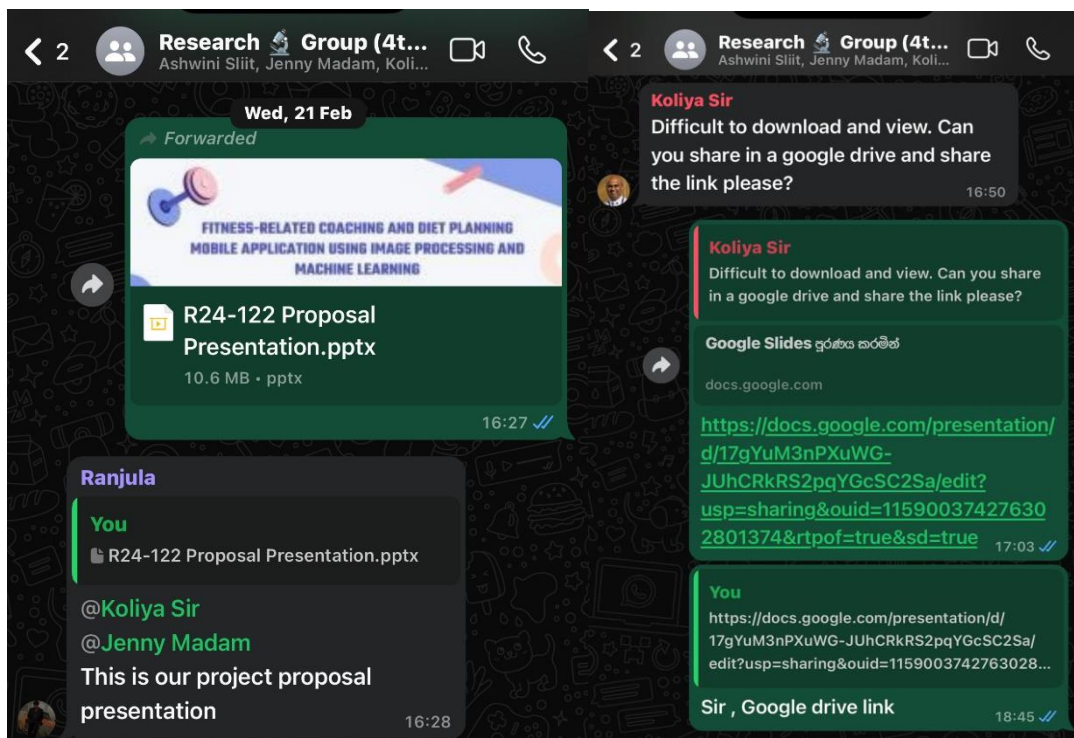 2
Research 🔬 Group (4t...
Ashwini Sliit, Jenny Madam, Koli...
Wed, 21 Feb
Forwarded
FITNESS-RELATED COACHING AND DIET PLANNING
MOBILE APPLICATION USING IMAGE PROCESSING AND
MACHINE LEARNING
R24-122 Proposal
Presentation.pptx
10.6 MB • pptx
16:27
Ranjula
You
R24-122 Proposal Presentation.pptx
@Koliya Sir
@Jenny Madam
This is our project proposal
presentation
16:28
2
Research 🔬 Group (4t...
Ashwini Sliit, Jenny Madam, Koli...
Koliya Sir
Difficult to download and view. Can
you share in a google drive and share
the link please?
16:50
Koliya Sir
Difficult to download and view. Can you share
in a google drive and share the link please?
Google Slides පුරණය කරමින්
docs.google.com
https://docs.google.com/presentation/
d/17gYuM3nPXuWG-
JUhCRkRS2pqYGcSC2Sa/edit?
usp=sharing&ouid=11590037427630
2801374&rtpof=true&sd=true
17:03
You
https://docs.google.com/presentation/d/
17gYuM3nPXuWG-JUhCRkRS2pqYGcSC2Sa/
edit?usp=sharing&ouid=1159003742763028...
Sir , Google drive link
18:45